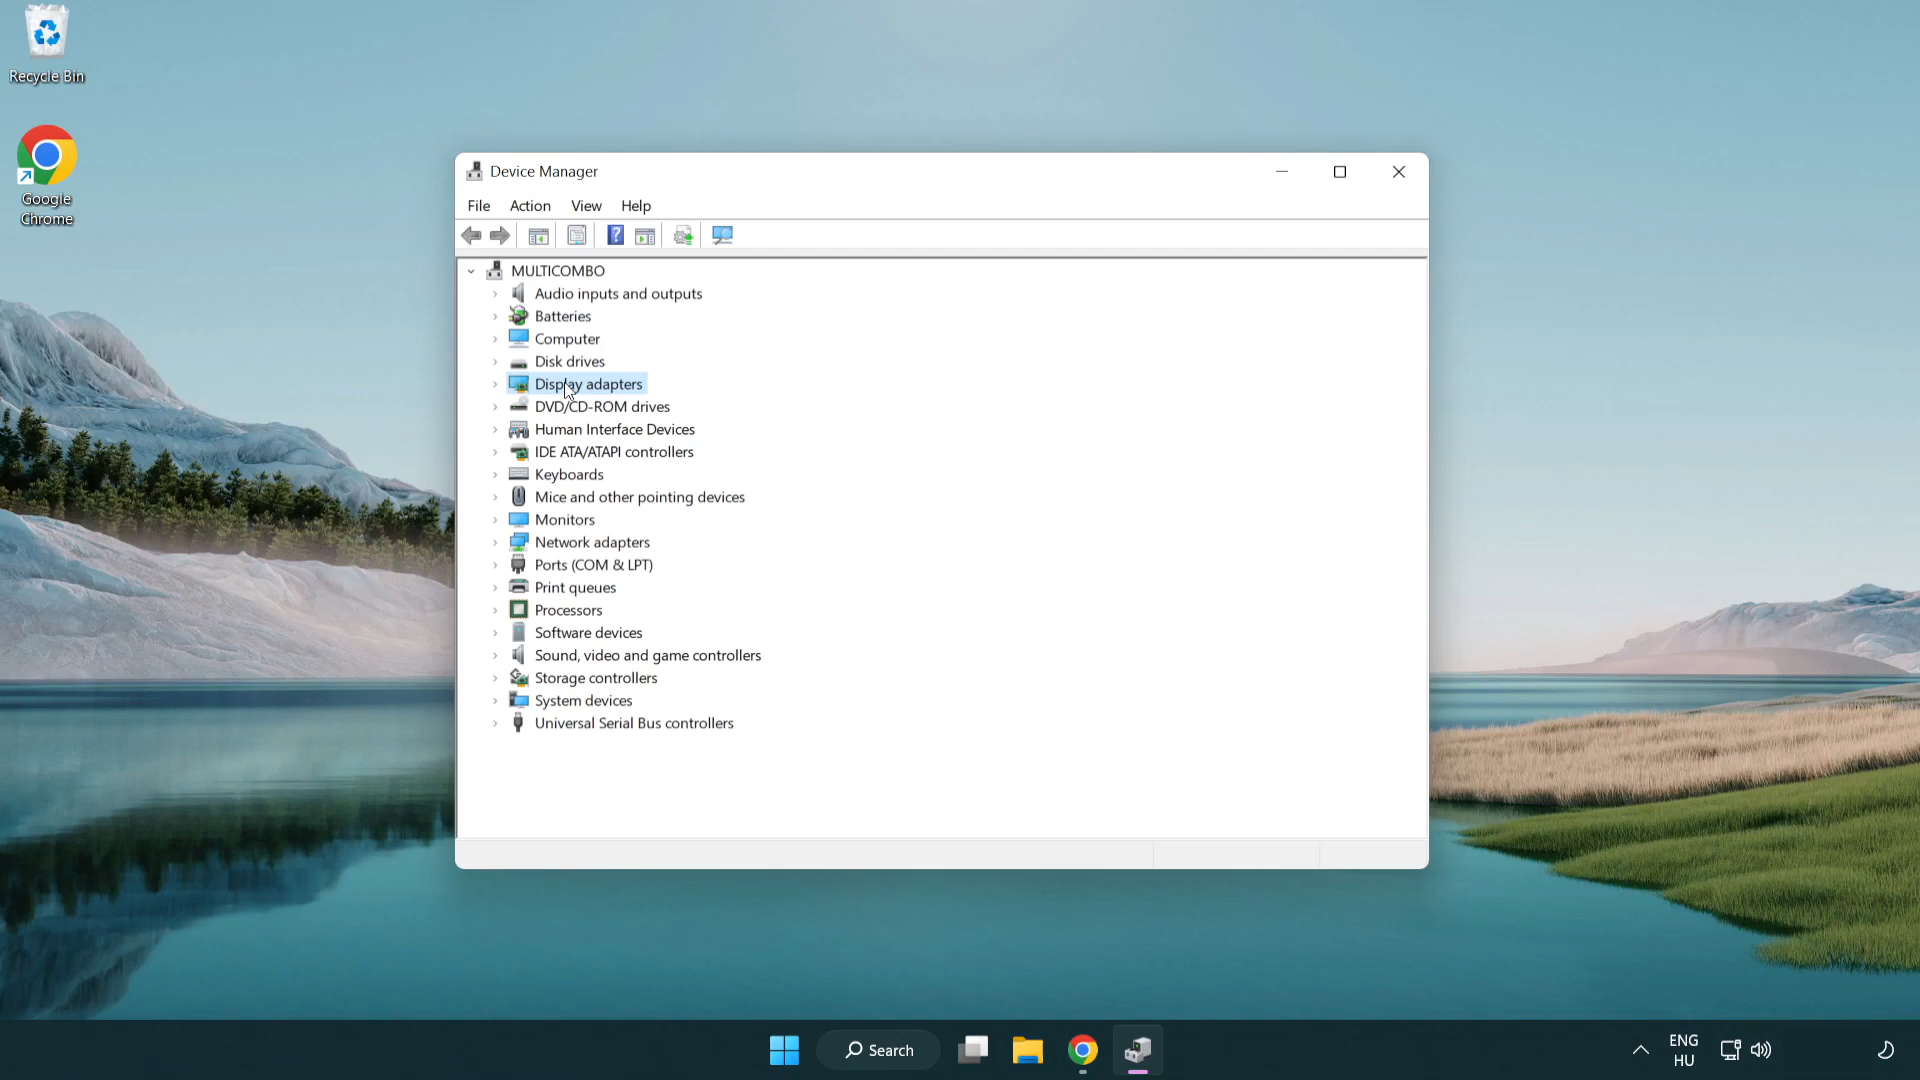 Recycle Bin
Google
Chrome
Device Manager
File Action View Help
MULTICOMBO
Audio inputs and outputs
Batteries
Computer
Disk drives
Display adapters
DVD/CD-ROM drives
Human Interface Devices
IDE ATA/ATAPI controllers
Keyboards
Mice and other pointing devices
Monitors
Network adapters
Ports (COM & LPT)
Print queues
Processors
Software devices
Sound, video and game controllers
Storage controllers
System devices
Universal Serial Bus controllers
Search
ENG
HU